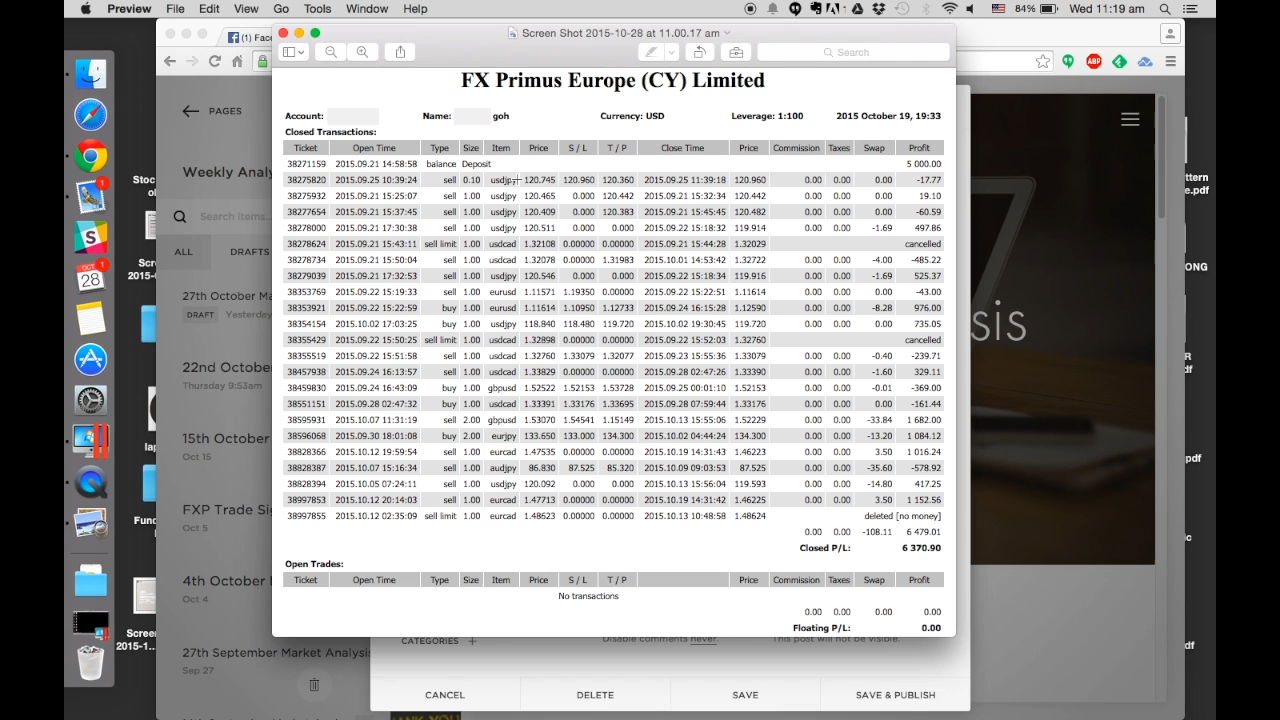 Preview File Edit View Go Tools Window Help 84% Wed 11:19 am
Screen Shot 2015-10-28 at 11.00.17 am
Search
FX Primus Europe (CY) Limited
Account: Name: goh Currency: USD Leverage: 1:100 2015 October 19, 19:33
Closed Transactions:
Ticket Open Time Type Size Item Price S / L T / P Close Time Price Commission Taxes Swap Profit
38271159 2015.09.21 14:58:58 balance Deposit 5 000.00
38275820 2015.09.25 10:39:24 sell 0.10 usdjpy 120.745 120.960 120.360 2015.09.25 11:39:18 120.960 0.00 0.00 0.00 -17.77
38275932 2015.09.21 15:25:07 sell 1.00 usdjpy 120.465 0.000 120.442 2015.09.21 15:32:34 120.442 0.00 0.00 0.00 19.10
38277654 2015.09.21 15:37:45 sell 1.00 usdjpy 120.409 0.000 120.383 2015.09.21 15:45:45 120.482 0.00 0.00 0.00 -60.59
38278000 2015.09.21 17:30:38 sell 1.00 usdjpy 120.511 0.000 0.000 2015.09.22 15:18:32 119.914 0.00 0.00 -1.69 497.86
38278624 2015.09.21 15:43:11 sell limit 1.00 usdcad 1.32108 0.00000 0.00000 2015.09.21 15:44:28 1.32029 cancelled
38278734 2015.09.21 15:50:04 sell 1.00 usdcad 1.32078 0.00000 1.31983 2015.10.01 14:53:42 1.32722 0.00 0.00 -4.00 -485.22
38279039 2015.09.21 17:32:53 sell 1.00 usdjpy 120.546 0.000 0.000 2015.09.22 15:18:34 119.916 0.00 0.00 -1.69 525.37
38353769 2015.09.22 15:19:33 sell 1.00 eurusd 1.11571 1.19350 0.00000 2015.09.22 15:22:51 1.11614 0.00 0.00 0.00 -43.00
38353921 2015.09.22 15:22:59 buy 1.00 eurusd 1.11614 1.10950 1.12733 2015.09.24 16:15:28 1.12590 0.00 0.00 -8.28 976.00
38354154 2015.10.02 17:03:25 buy 1.00 usdjpy 118.840 118.480 119.720 2015.10.02 19:30:45 119.720 0.00 0.00 0.00 735.05
38355429 2015.09.22 15:50:25 sell limit 1.00 usdcad 1.32898 0.00000 0.00000 2015.09.22 15:52:03 1.32760 cancelled
38355519 2015.09.22 15:51:58 sell 1.00 usdcad 1.32760 1.33079 1.32077 2015.09.23 15:55:36 1.33079 0.00 0.00 -0.40 -239.71
38457938 2015.09.24 16:13:57 sell 1.00 usdcad 1.33829 0.00000 0.00000 2015.09.28 02:47:26 1.33390 0.00 0.00 -1.60 329.11
38459830 2015.09.24 16:43:09 buy 1.00 gbpusd 1.52522 1.52153 1.53728 2015.09.25 00:01:10 1.52153 0.00 0.00 -0.01 -369.00
38551151 2015.09.28 02:47:32 buy 1.00 usdcad 1.33391 1.33176 1.33695 2015.09.28 07:59:44 1.33176 0.00 0.00 0.00 -161.44
38595931 2015.10.07 11:31:19 sell 2.00 gbpusd 1.53070 1.54541 1.15149 2015.10.13 15:55:06 1.52229 0.00 0.00 -33.84 1 682.00
38596068 2015.09.30 18:01:08 buy 2.00 eurjpy 133.650 133.000 134.300 2015.10.02 04:44:24 134.300 0.00 0.00 -13.20 1 084.12
38828366 2015.10.12 19:59:54 sell 1.00 eurcad 1.47535 0.00000 0.00000 2015.10.19 14:31:43 1.46223 0.00 0.00 3.50 1 016.24
38828387 2015.10.07 15:16:34 sell 1.00 audjpy 86.830 87.525 85.320 2015.10.09 09:03:53 87.525 0.00 0.00 -35.60 -578.92
38828394 2015.10.05 07:24:11 sell 1.00 usdjpy 120.092 0.000 0.000 2015.10.13 15:56:04 119.593 0.00 0.00 -14.80 417.25
38997853 2015.10.12 20:14:03 sell 1.00 eurcad 1.47713 0.00000 0.00000 2015.10.19 14:31:42 1.46225 0.00 0.00 3.50 1 152.56
38997855 2015.10.12 02:35:09 sell limit 1.00 eurcad 1.48623 0.00000 0.00000 2015.10.13 10:48:58 1.48624 deleted [no money]
0.00 0.00 -108.11 6 479.01
Closed P/L: 6 370.90
Open Trades:
Ticket Open Time Type Size Item Price S / L T / P Price Commission Taxes Swap Profit
No transactions
0.00 0.00 0.00 0.00
Floating P/L: 0.00
PAGES
Weekly Analy
Search items...
ALL DRAFTS
27th October Ma
DRAFT Yesterday
22nd October
Thursday 9:53am
15th October
Oct 15
FXP Trade Sig
Oct 5
4th October
Oct 4
27th September Market Analysis
Sep 27
CATEGORIES +
Disable comments never.
This post will not be visible.
CANCEL DELETE SAVE SAVE & PUBLISH